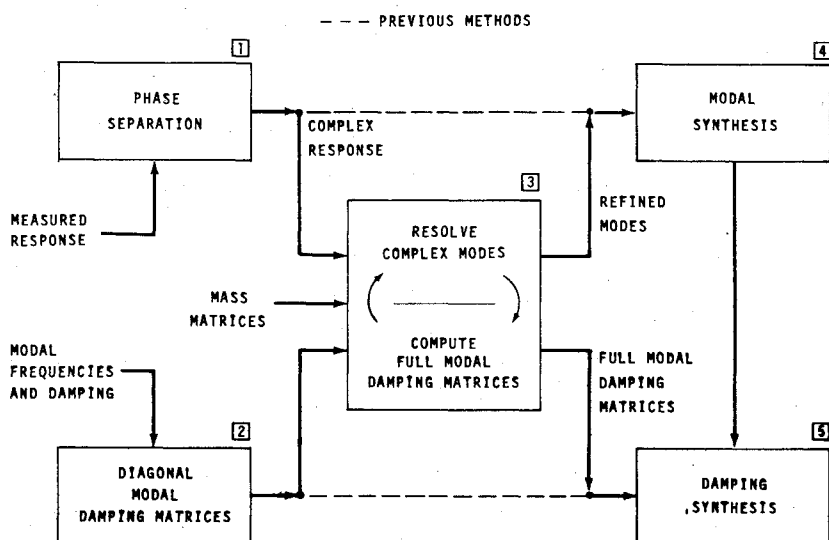 --- PREVIOUS METHODS
1
PHASE
SEPARATION
4
MODAL
SYNTHESIS
COMPLEX
RESPONSE
3
MEASURED
RESPONSE
RESOLVE
COMPLEX MODES
REFINED
MODES
MASS
MATRICES
COMPUTE
FULL MODAL
DAMPING MATRICES
MODAL
FREQUENCIES
AND DAMPING
FULL MODAL
DAMPING
MATRICES
2
DIAGONAL
MODAL
DAMPING MATRICES
5
DAMPING
SYNTHESIS